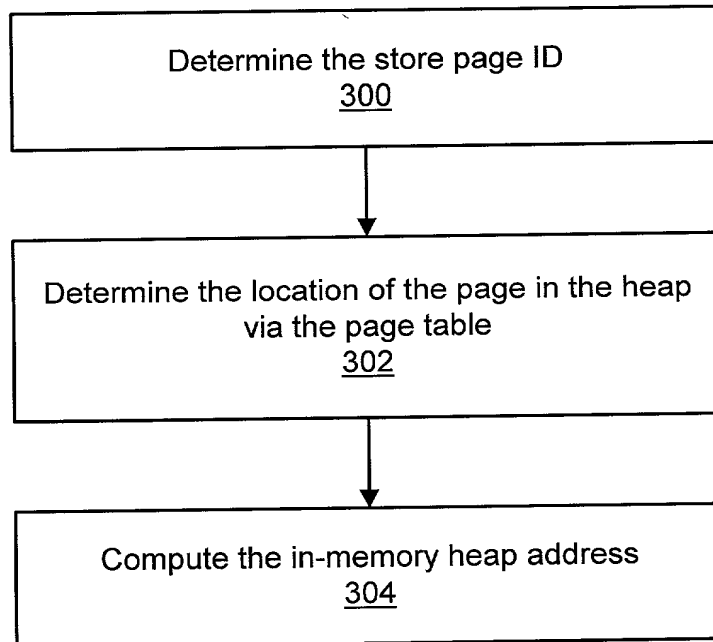 Determine the store page ID
300
Determine the location of the page in the heap
via the page table
302
Compute the in-memory heap address
304